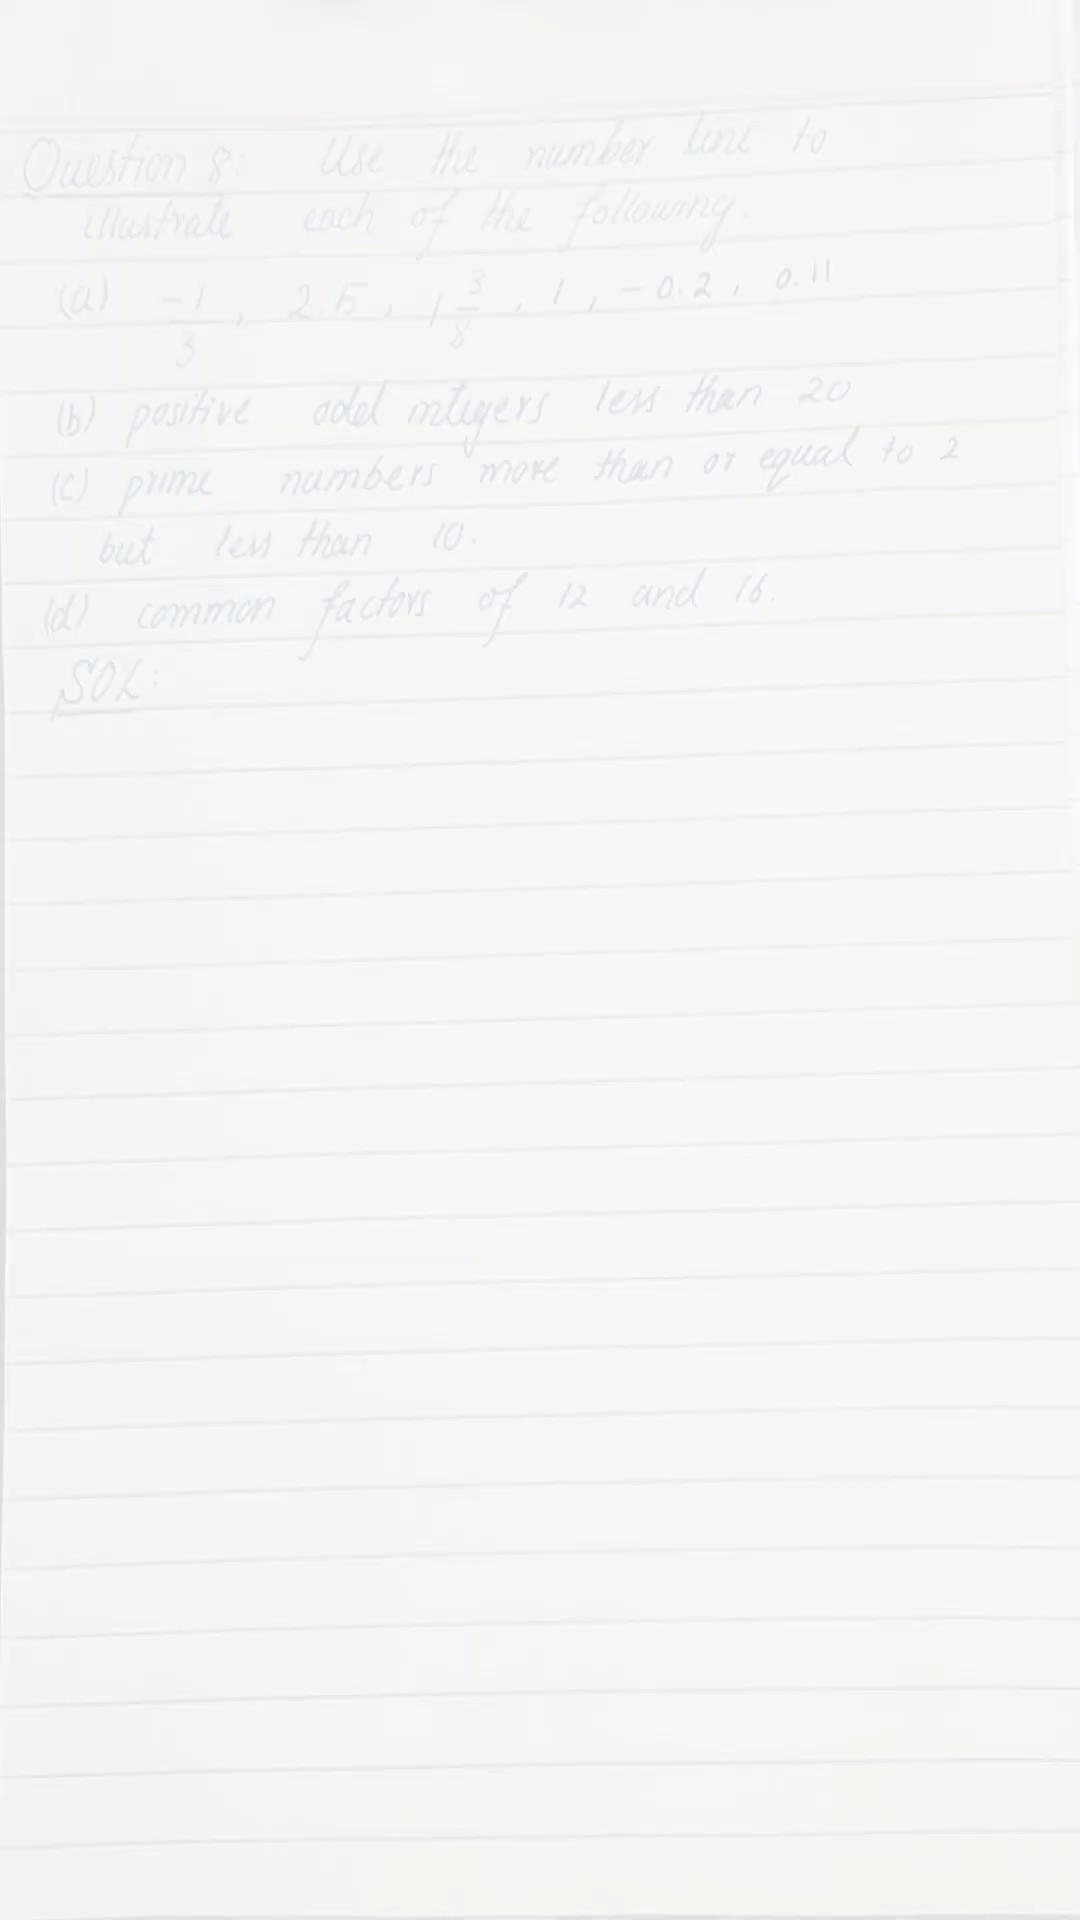 Question 8: Use the number line to
illustrate each of the following.
(a) -1/3, 2.5, 1 3/8, 1, -0.2, 0.11
(b) positive odd integers less than 20
(c) prime numbers more than or equal to 2
but less than 10.
(d) common factors of 12 and 16.
SOL: